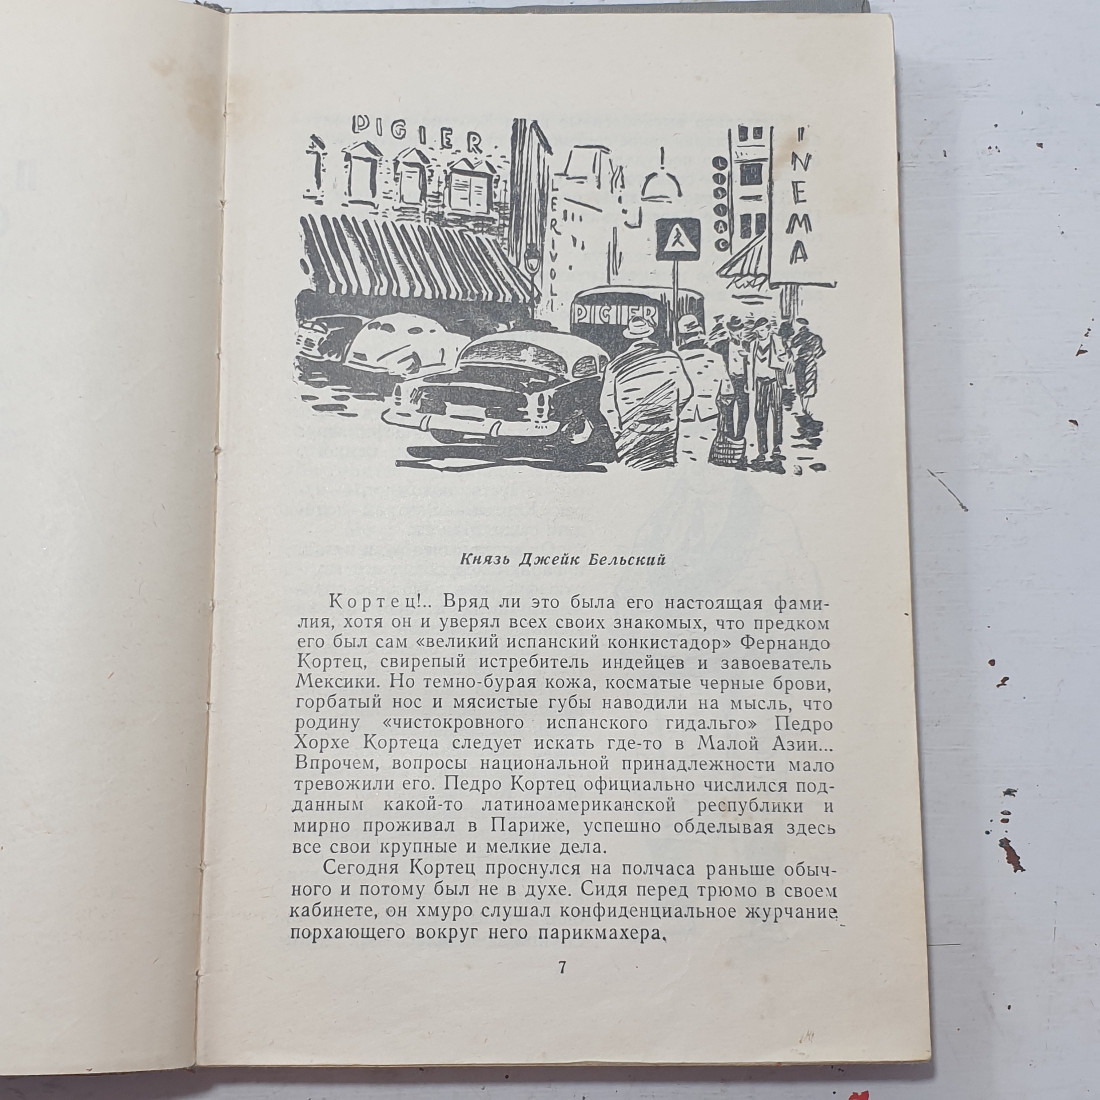 PIGIER
RIVOLI
INEMA
PIGIER
Князь Джейк Бельский
Кортец!.. Вряд ли это была его настоящая фами-
лия, хотя он и уверял всех своих знакомых, что предком
его был сам «великий испанский конкистадор» Фернандо
Кортец, свирепый истребитель индейцев и завоеватель
Мексики. Но темно-бурая кожа, косматые черные брови,
горбатый нос и мясистые губы наводили на мысль, что
родину «чистокровного испанского гидальго» Педро
Хорхе Кортеца следует искать где-то в Малой Азии...
Впрочем, вопросы национальной принадлежности мало
тревожили его. Педро Кортец официально числился под-
данным какой-то латиноамериканской республики и
мирно проживал в Париже, успешно обделывая здесь
все свои крупные и мелкие дела.
Сегодня Кортец проснулся на полчаса раньше обыч-
ного и потому был не в духе. Сидя перед трюмо в своем
кабинете, он хмуро слушал конфиденциальное журчание
порхающего вокруг него парикмахера.
7